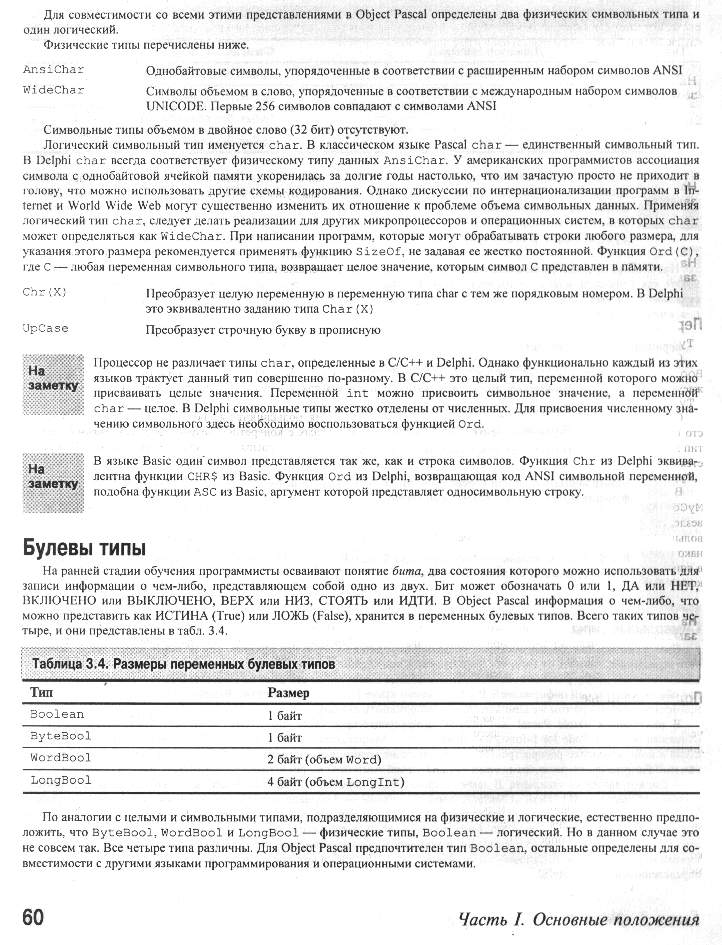 Для совместимости со всеми этими представлениями в Object Pascal определены два физических символьных типа и
один логический.
Физические типы перечислены ниже.
AnsiChar Однобайтовые символы, упорядоченные в соответствии с расширенным набором символов ANSI
WideChar Символы объемом в слово, упорядоченные в соответствии с международным набором символов
UNICODE. Первые 256 символов совпадают с символами ANSI
Символьные типы объемом в двойное слово (32 бит) отсутствуют.
Логический символьный тип именуется char. В классическом языке Pascal char — единственный символьный тип.
В Delphi char всегда соответствует физическому типу данных AnsiChar. У американских программистов ассоциация
символа с однобайтовой ячейкой памяти укоренилась за долгие годы настолько, что им зачастую просто не приходит в
голову, что можно использовать другие схемы кодирования. Однако дискуссии по интернационализации программ в In-
ternet и World Wide Web могут существенно изменить их отношение к проблеме объема символьных данных. Применяя
логический тип char, следует делать реализации для других микропроцессоров и операционных систем, в которых char
может определяться как WideChar. При написании программ, которые могут обрабатывать строки любого размера, для
указания этого размера рекомендуется применять функцию SizeOf, не задавая ее жестко постоянной. Функция Ord(C),
где C — любая переменная символьного типа, возвращает целое значение, которым символ C представлен в памяти.
Chr(X) Преобразует целую переменную в переменную типа char с тем же порядковым номером. В Delphi
это эквивалентно заданию типа Char(X)
UpCase Преобразует строчную букву в прописную
На
заметку
Процессор не различает типы char, определенные в C/C++ и Delphi. Однако функционально каждый из этих
языков трактует данный тип совершенно по-разному. В C/C++ это целый тип, переменной которого можно
присваивать целые значения. Переменной int можно присвоить символьное значение, а переменной
char — целое. В Delphi символьные типы жестко отделены от численных. Для присвоения численному зна-
чению символьного здесь необходимо воспользоваться функцией Ord.
На
заметку
В языке Basic один символ представляется так же, как и строка символов. Функция Chr из Delphi эквива-
лентна функции CHR$ из Basic. Функция Ord из Delphi, возвращающая код ANSI символьной переменной,
подобна функции ASC из Basic, аргумент которой представляет односимвольную строку.
Булевы типы
На ранней стадии обучения программисты осваивают понятие бита, два состояния которого можно использовать для
записи информации о чем-либо, представляющем собой одно из двух. Бит может обозначать 0 или 1, ДА или НЕТ,
ВКЛЮЧЕНО или ВЫКЛЮЧЕНО, ВЕРХ или НИЗ, СТОЯТЬ или ИДТИ. В Object Pascal информация о чем-либо, что
можно представить как ИСТИНА (True) или ЛОЖЬ (False), хранится в переменных булевых типов. Всего таких типов че-
тыре, и они представлены в табл. 3.4.
Таблица 3.4. Размеры переменных булевых типов
Тип Размер
Boolean 1 байт
ByteBool 1 байт
WordBool 2 байт (объем Word)
LongBool 4 байт (объем LongInt)
По аналогии с целыми и символьными типами, подразделяющимися на физические и логические, естественно предпо-
ложить, что ByteBool, WordBool и LongBool — физические типы, Boolean — логический. Но в данном случае это
не совсем так. Все четыре типа различны. Для Object Pascal предпочтителен тип Boolean, остальные определены для со-
вместимости с другими языками программирования и операционными системами.
60 Часть I. Основные положения